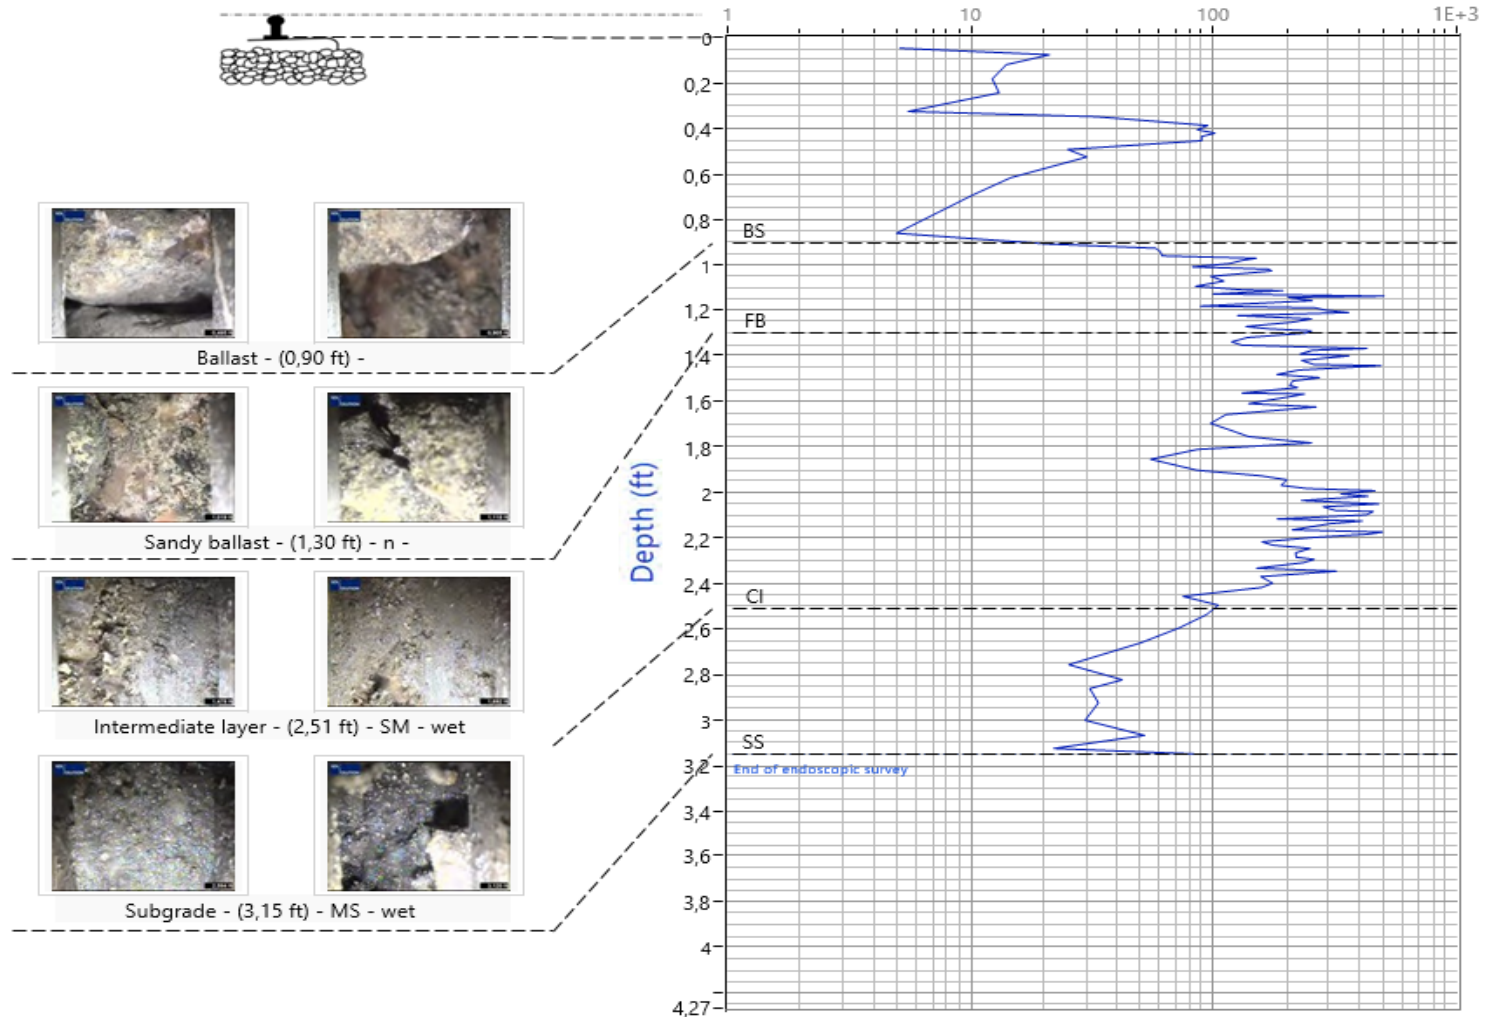 1 10 100 1E+3
0
0,2
0,4
0,6
0,8
BS
1
1,2
FB
1,4
1,6
1,8
2
2,2
2,4
CI
2,6
2,8
3
SS
3,2
End of endoscopic survey
3,4
3,6
3,8
4
4,27
Depth (ft)
Ballast - (0,90 ft) -
Sandy ballast - (1,30 ft) - n -
Intermediate layer - (2,51 ft) - SM - wet
Subgrade - (3,15 ft) - MS - wet